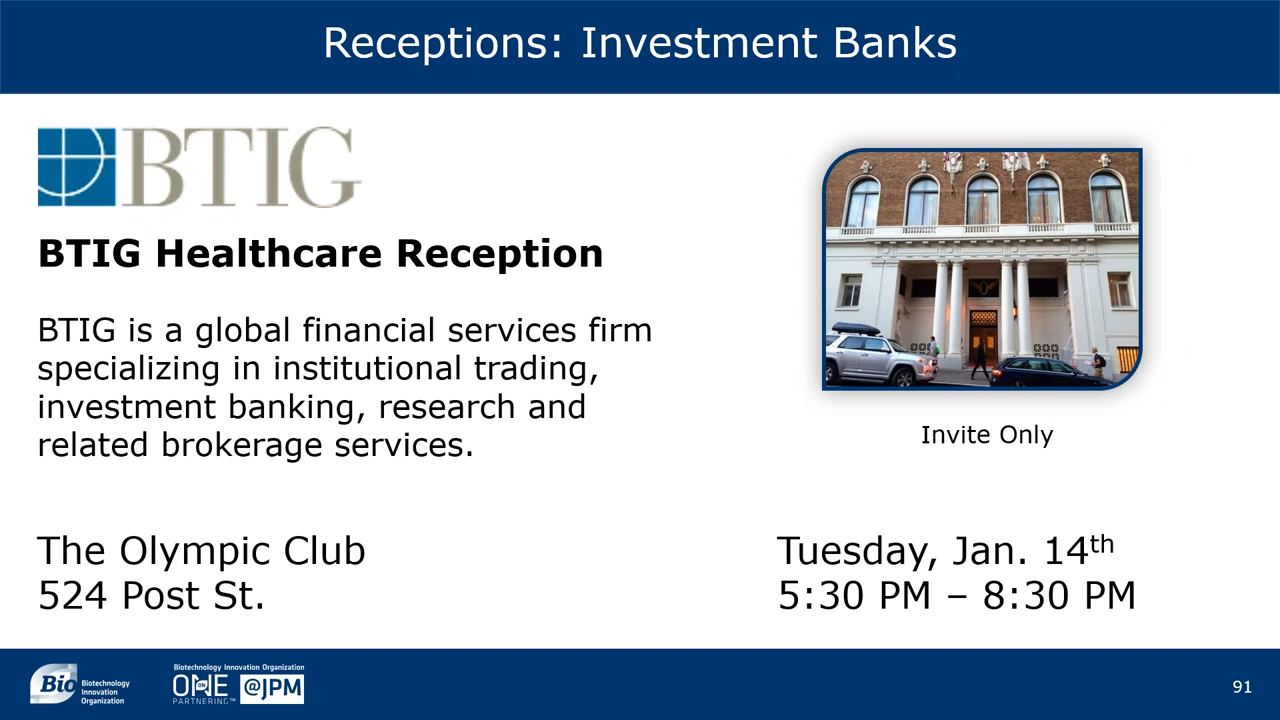 Receptions: Investment Banks
BTIG
BTIG Healthcare Reception
BTIG is a global financial services firm
specializing in institutional trading,
investment banking, research and
related brokerage services.
Invite Only
The Olympic Club
524 Post St.
Tuesday, Jan. 14th
5:30 PM – 8:30 PM
Bio
Biotechnology
Innovation
Organization
Biotechnology Innovation Organization
ONE
ON
PARTNERING™
@JPM
91